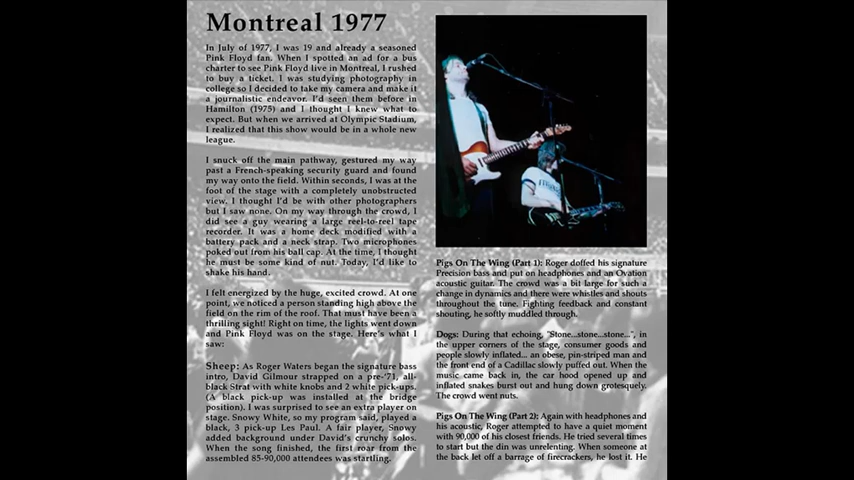 Montreal 1977
In July of 1977, I was 19 and already a seasoned
Pink Floyd fan. When I spotted an ad for a bus
charter to see Pink Floyd live in Montreal, I rushed
to buy a ticket. I was studying photography in
college so I decided to take my camera and make it
a journalistic endeavor. I'd seen them before in
Hamilton (1975) and I thought I knew what to
expect. But when we arrived at Olympic Stadium,
I realized that this show would be in a whole new
league.
I snuck off the main pathway, gestured my way
past a French-speaking security guard and found
my way onto the field. Within seconds, I was at the
foot of the stage with a completely unobstructed
view. I thought I'd be with other photographers
but I saw none. On my way through the crowd, I
did see a guy wearing a large reel-to-reel tape
recorder. It was a home deck modified with a
battery pack and a neck strap. Two microphones
poked out from his ball cap. At the time, I thought
he must be some kind of nut. Today, I'd like to
shake his hand.
I felt energized by the huge, excited crowd. At one
point, we noticed a person standing high above the
field on the rim of the roof. That must have been a
thrilling sight! Right on time, the lights went down
and Pink Floyd was on the stage. Here's what I
saw:
Sheep: As Roger Waters began the signature bass
intro, David Gilmour strapped on a pre-'71, all-
black Strat with white knobs and 2 white pick-ups.
(A black pick-up was installed at the bridge
position). I was surprised to see an extra player on
stage. Snowy White, so my program said, played a
black, 3 pick-up Les Paul. A fair player, Snowy
added background under David's crunchy solos.
When the song finished, the first roar from the
assembled 85-90,000 attendees was startling.
Pigs On The Wing (Part 1): Roger doffed his signature
Precision bass and put on headphones and an Ovation
acoustic guitar. The crowd was a bit large for such
a change in dynamics and there were whistles and shouts
throughout the tune. Fighting feedback and constant
shouting, he softly muddled through.
Dogs: During that echoing, "Stone...stone...stone...", in
the upper corners of the stage, consumer goods and
people slowly inflated... an obese, pin-striped man and
the front end of a Cadillac slowly puffed out. When the
music came back in, the car hood opened up and
inflated snakes burst out and hung down grotesquely.
The crowd went nuts.
Pigs On The Wing (Part 2): Again with headphones and
his acoustic, Roger attempted to have a quiet moment
with 90,000 of his closest friends. He tried several times
to start but the din was unrelenting. When someone at
the back let off a barrage of firecrackers, he lost it. He